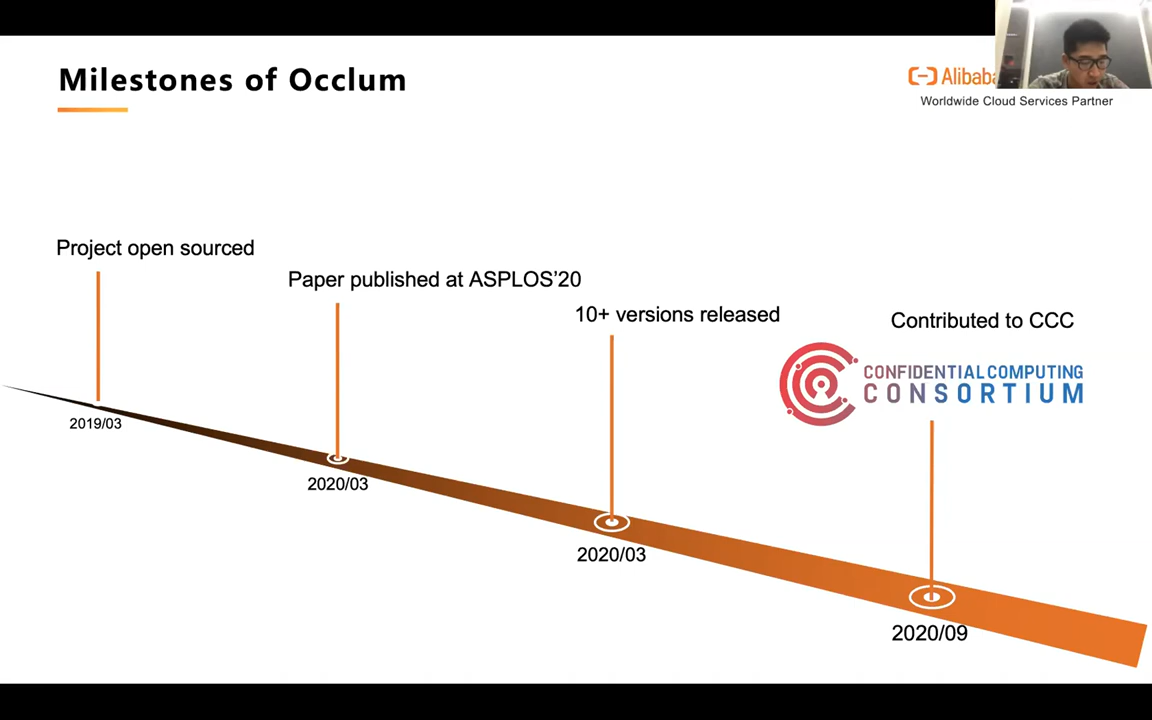 Milestones of Occlum
Alibaba
Worldwide Cloud Services Partner
Project open sourced
Paper published at ASPLOS’20
10+ versions released
Contributed to CCC
CONFIDENTIAL COMPUTING
CONSORTIUM
2019/03
2020/03
2020/03
2020/09